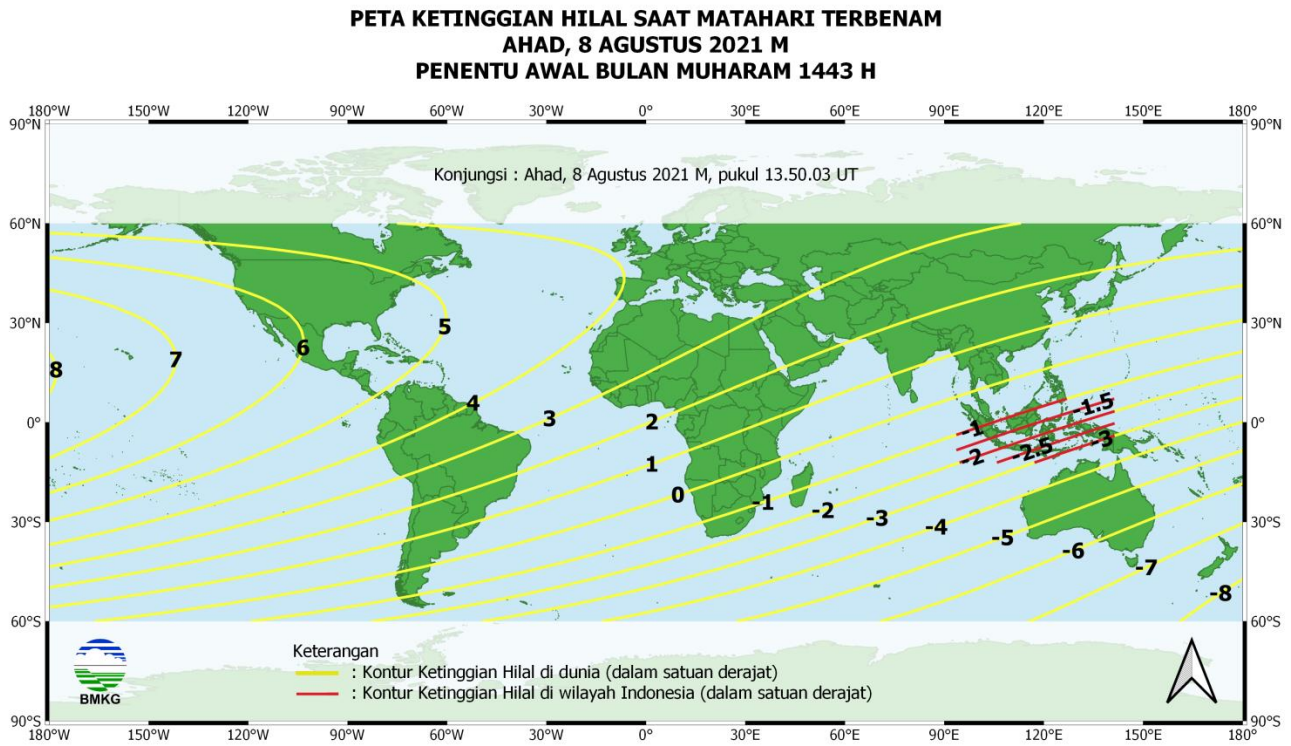 PETA KETINGGIAN HILAL SAAT MATAHARI TERBENAM
AHAD, 8 AGUSTUS 2021 M
PENENTU AWAL BULAN MUHARAM 1443 H
180°W 150°W 120°W 90°W 60°W 30°W 0° 30°E 60°E 90°E 120°E 150°E 180°
90°N 90°N
Konjungsi : Ahad, 8 Agustus 2021 M, pukul 13.50.03 UT
60°N 60°N
30°N 5 30°N
6
7
8
4 -1.5
0° 3 2 -1 0°
-3
-2.5
-2
1
0 -1
-2
30°S -3 30°S
-4
-5
-6
-7
-8
60°S 60°S
Keterangan
: Kontur Ketinggian Hilal di dunia (dalam satuan derajat)
: Kontur Ketinggian Hilal di wilayah Indonesia (dalam satuan derajat)
BMKG
90°S 90°S
180°W 150°W 120°W 90°W 60°W 30°W 0° 30°E 60°E 90°E 120°E 150°E 180°